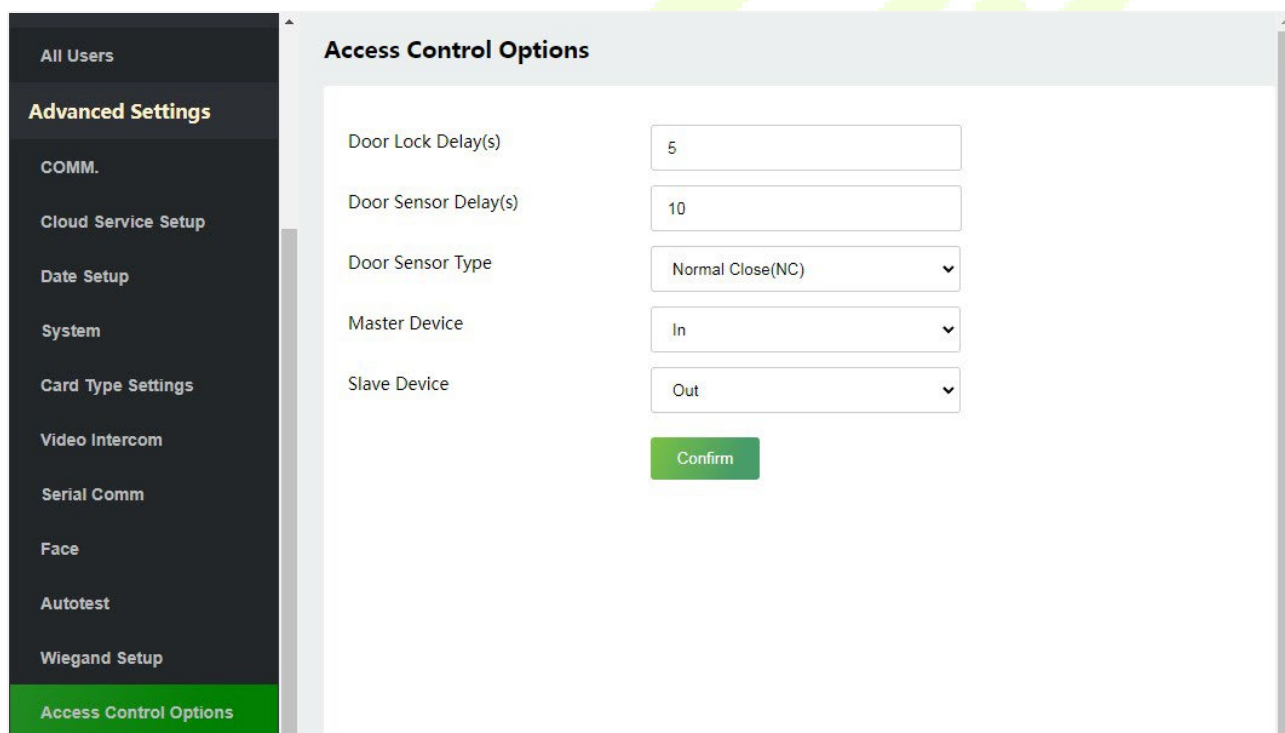 All Users
Advanced Settings
COMM.
Cloud Service Setup
Date Setup
System
Card Type Settings
Video Intercom
Serial Comm
Face
Autotest
Wiegand Setup
Access Control Options
Access Control Options
Door Lock Delay(s)
5
Door Sensor Delay(s)
10
Door Sensor Type
Normal Close(NC)
Master Device
In
Slave Device
Out
Confirm